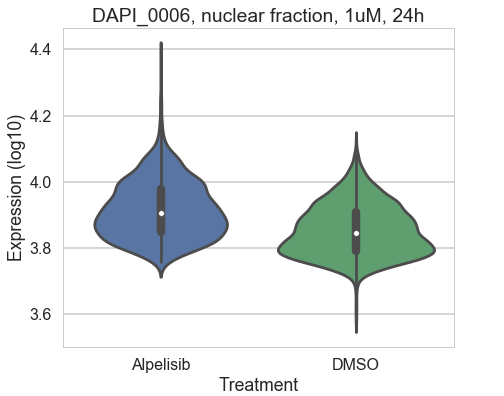 DAPI_0006, nuclear fraction, 1uM, 24h
4.4
4.2
4.0
3.8
3.6
Expression (log10)
Alpelisib
DMSO
Treatment